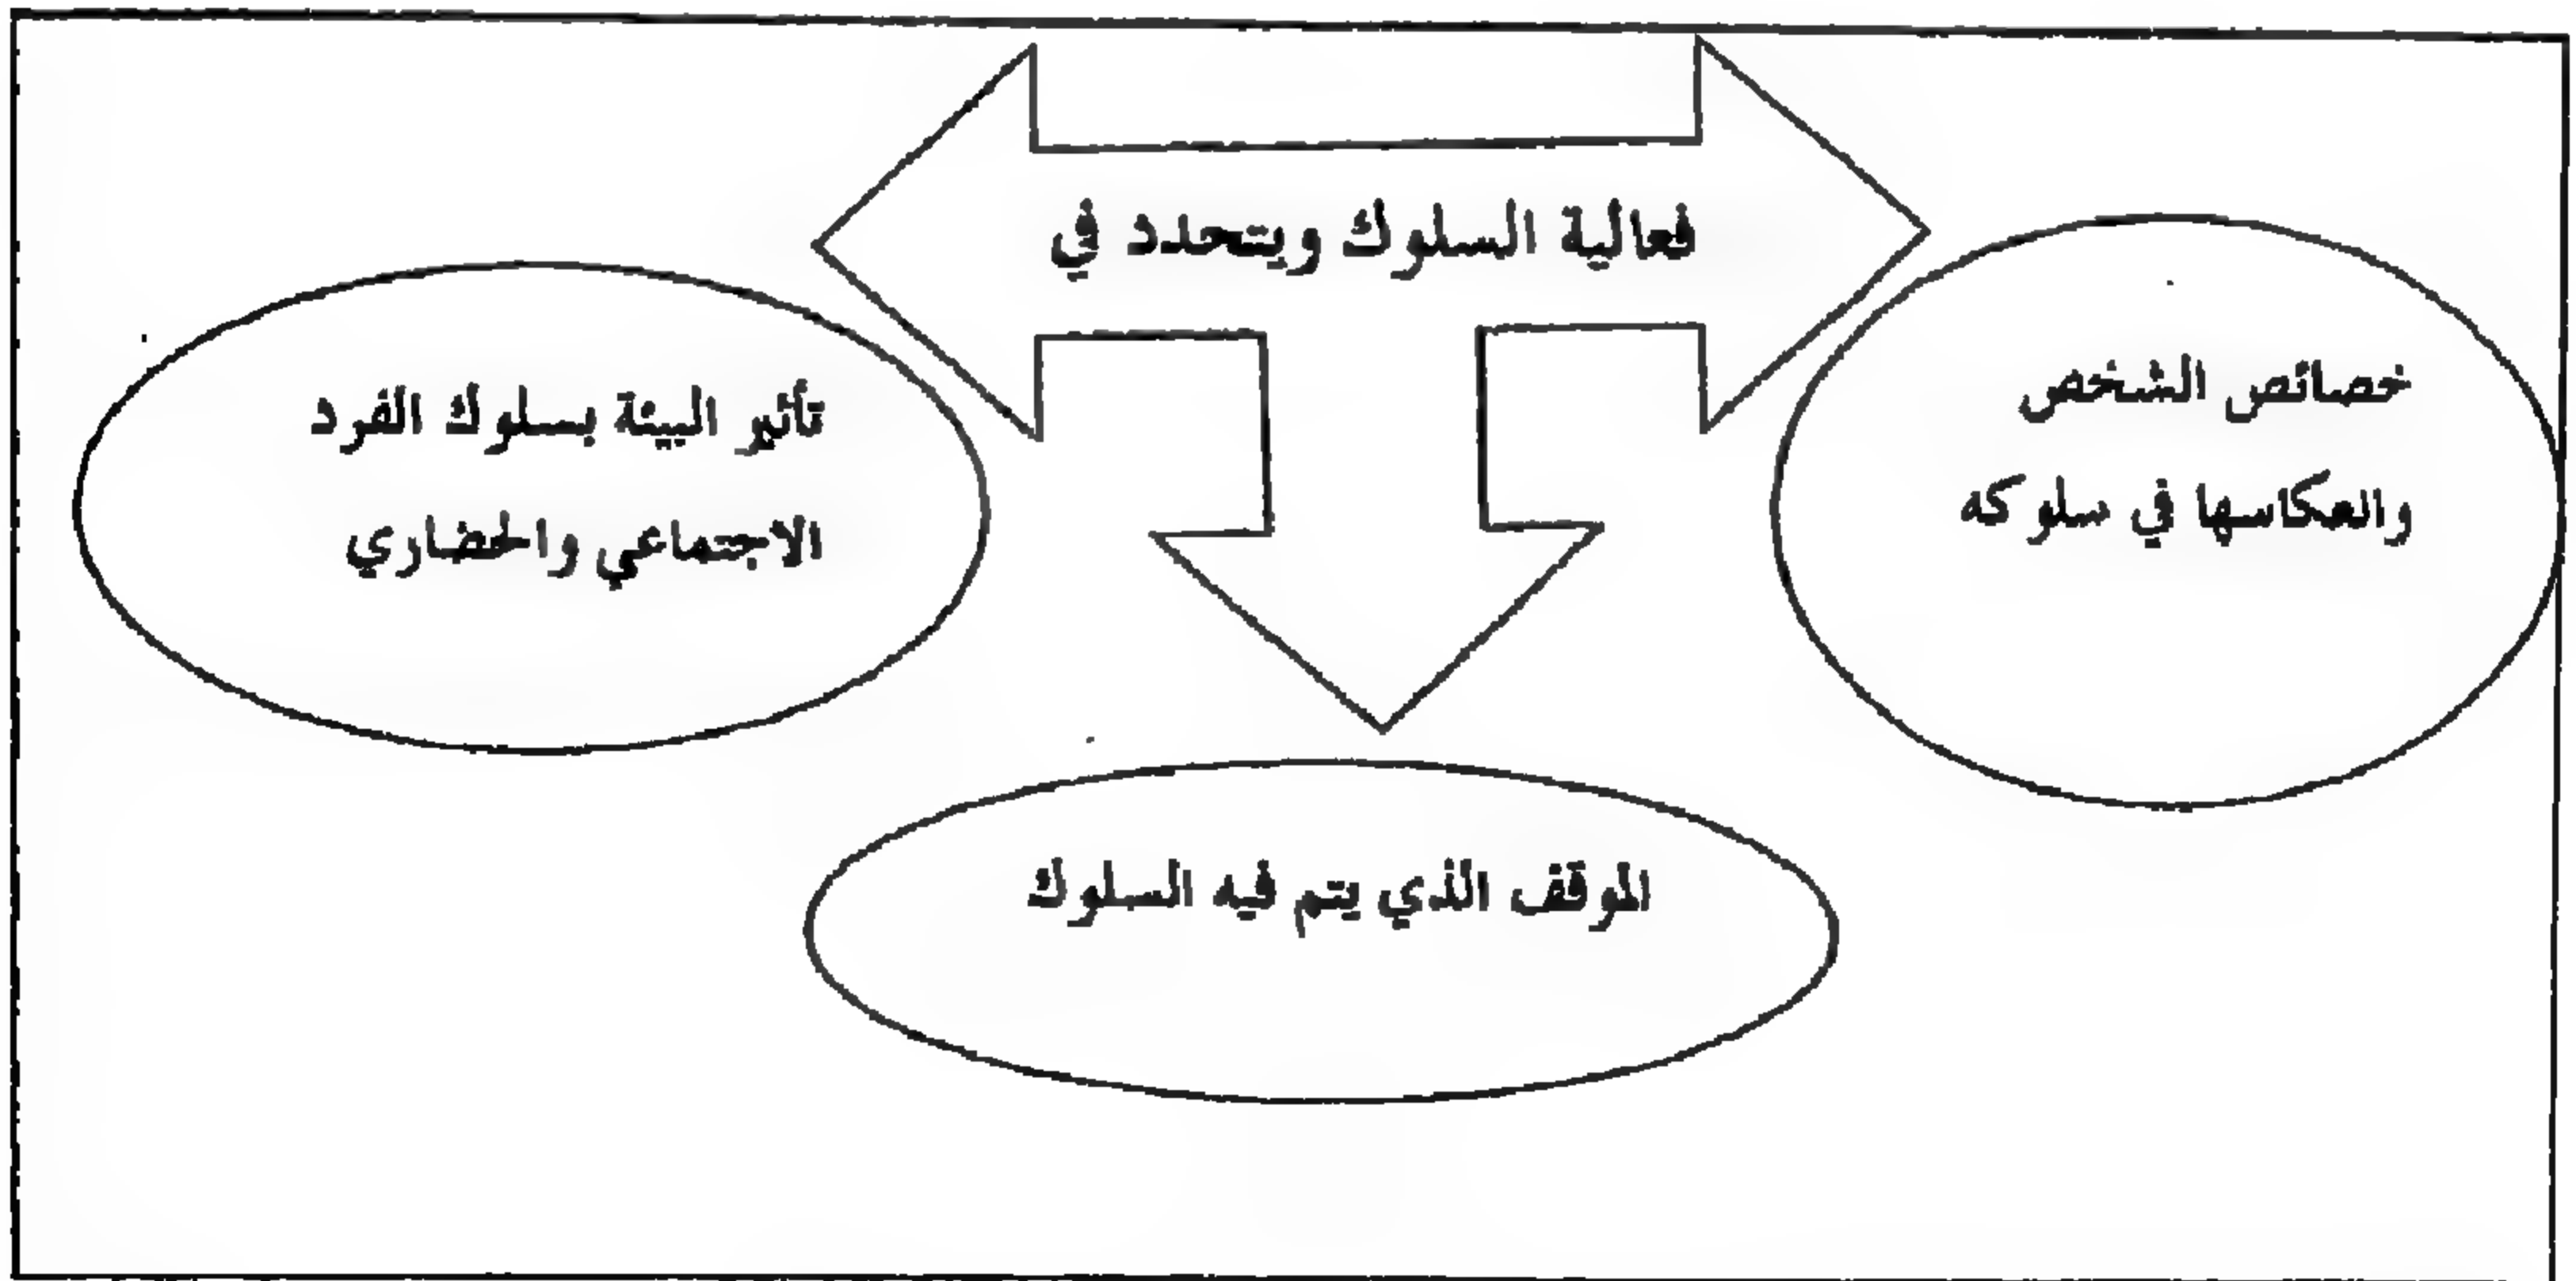 فعالية السلوك ويتحدد في
خصائص الشخص
وانعكاسها في سلوكه
تأثير البيئة بسلوك الفرد
الاجتماعي والحضاري
الموقف الذي يتم فيه السلوك